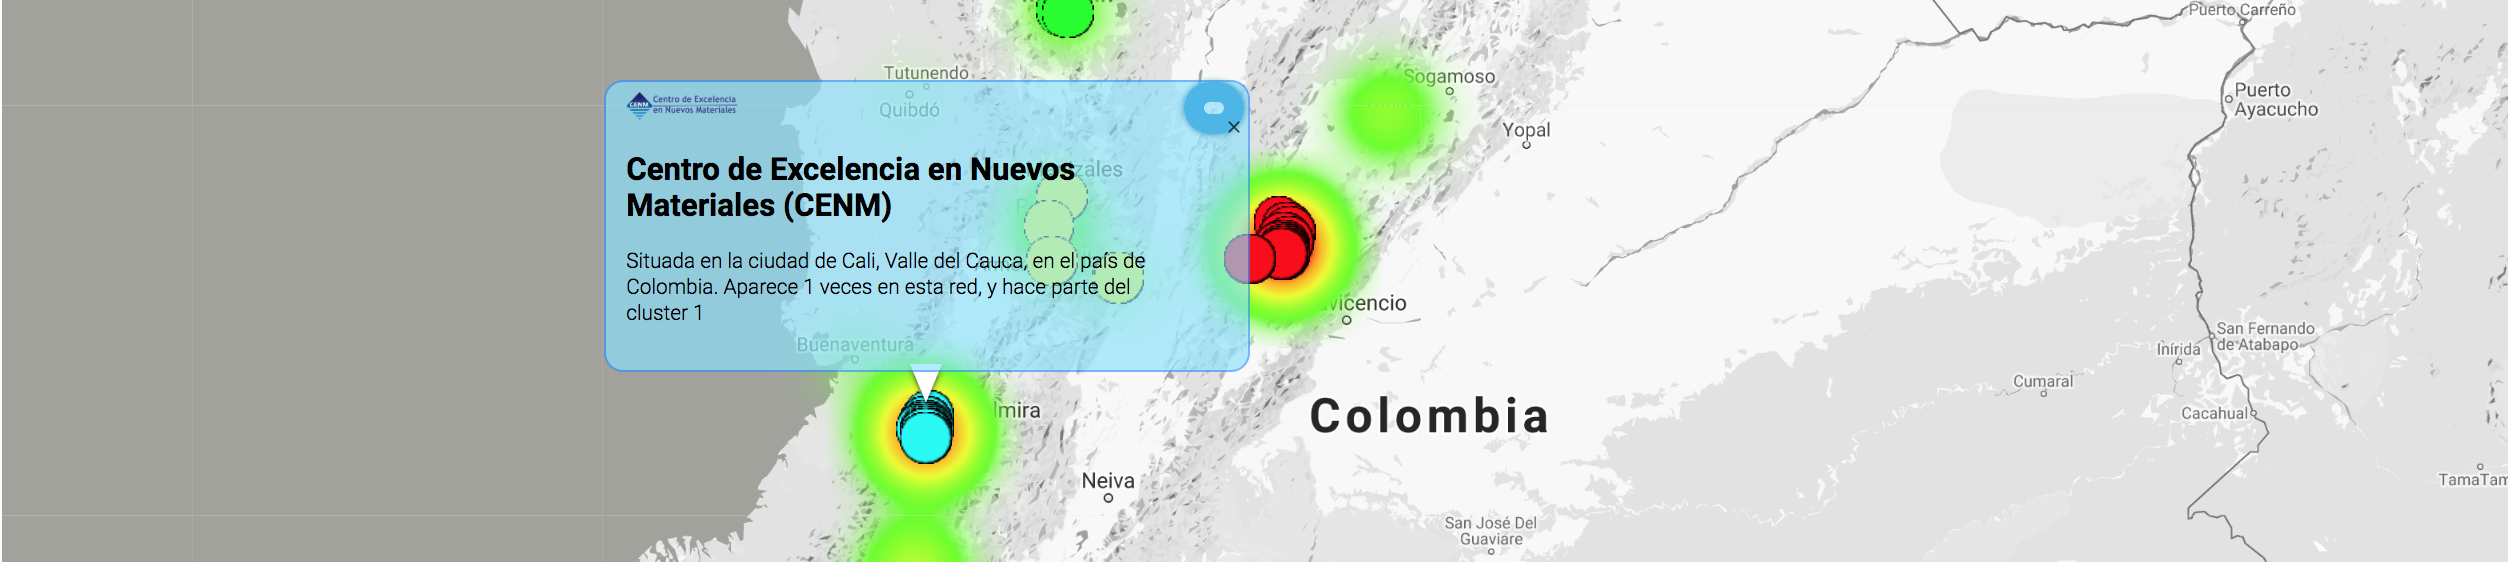 Puerto Carreño
Tutunendo
Sogamoso
Quibdó
Puerto
Ayacucho
CENM
Centro de Excelencia
en Nuevos Materiales
Yopal
Centro de Excelencia en Nuevos
Materiales (CENM)
Situada en la ciudad de Cali, Valle del Cauca, en el país de
Colombia. Aparece 1 veces en esta red, y hace parte del
cluster 1
vicencio
San Fernando
de Atabapo
Buenaventura
Inírida
Cumaral
lmira
Colombia
Cacahual
Neiva
TamaTam
San José Del
Guaviare